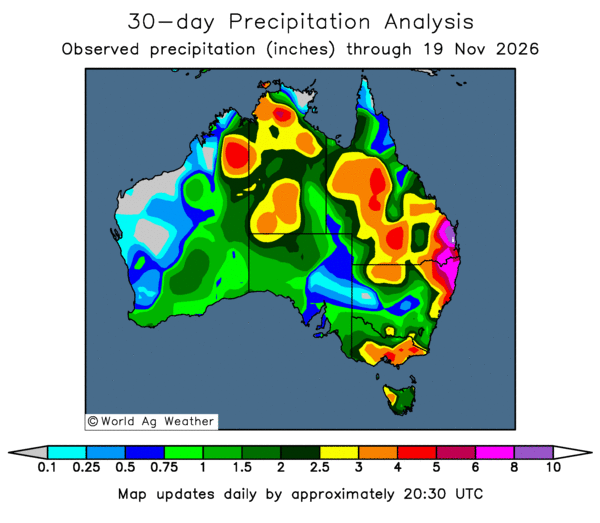 30-day Precipitation Analysis
Observed precipitation (inches) through 19 Nov 2026
©World Ag Weather
0.1 0.25 0.5 0.75 1 1.5 2 2.5 3 4 5 6 8 10
Map updates daily by approximately 20:30 UTC